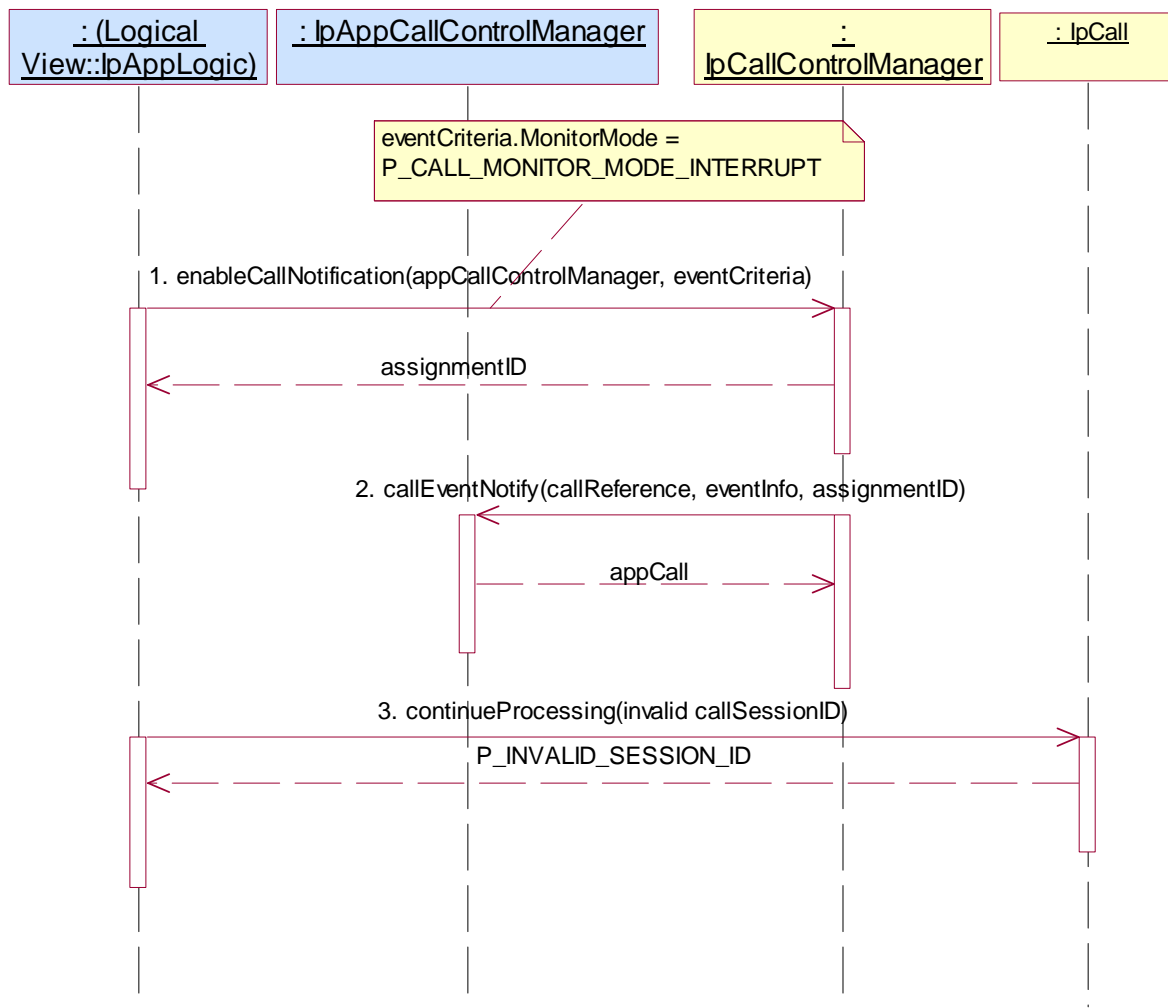 : (Logical
View::IpAppLogic)
: IpAppCallControlManager
:
IpCallControlManager
: IpCall
eventCriteria.MonitorMode =
P_CALL_MONITOR_MODE_INTERRUPT
1. enableCallNotification(appCallControlManager, eventCriteria)
assignmentID
2. callEventNotify(callReference, eventInfo, assignmentID)
appCall
3. continueProcessing(invalid callSessionID)
P_INVALID_SESSION_ID